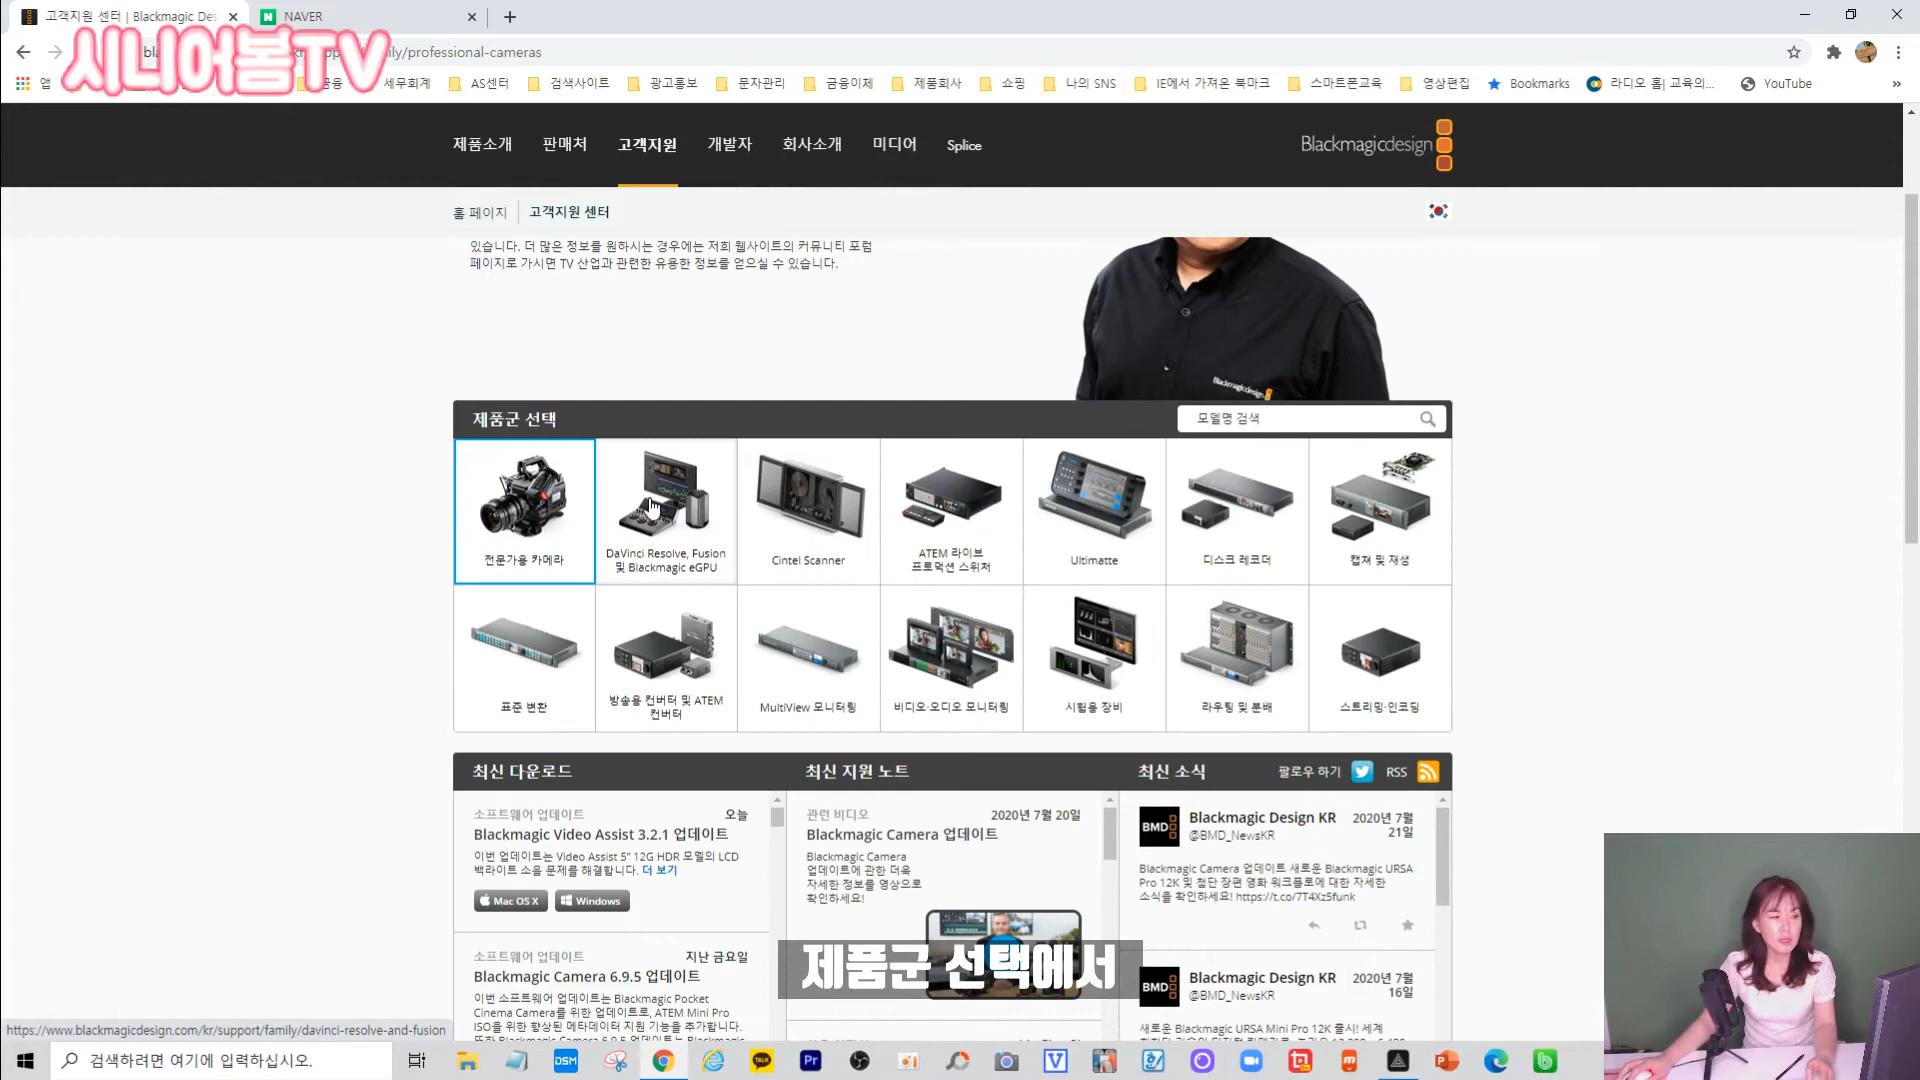 고객지원 센터 | Blackmagic Des
NAVER
시니어봄TV
/professional-cameras
앱
금융
세무회계
AS센터
검색사이트
광고홍보
문자관리
금융이체
제품회사
쇼핑
나의 SNS
IE에서 가져온 북마크
스마트폰교육
영상편집
Bookmarks
라디오 홈| 교육의...
YouTube
제품소개
판매처
고객지원
개발자
회사소개
미디어
Splice
Blackmagicdesign
홈 페이지
고객지원 센터
있습니다. 더 많은 정보를 원하시는 경우에는 저희 웹사이트의 커뮤니티 포럼
페이지로 가시면 TV 산업과 관련한 유용한 정보를 얻으실 수 있습니다.
Blackmagicdesign
제품군 선택
모델명 검색
전문가용 카메라
DaVinci Resolve, Fusion
및 Blackmagic eGPU
Cintel Scanner
ATEM 라이브
프로덕션 스위처
Ultimatte
디스크 레코더
캡쳐 및 재생
표준 변환
방송용 컨버터 및 ATEM
컨버터
MultiView 모니터링
비디오·오디오 모니터링
시험용 장비
라우팅 및 분배
스트리밍·인코딩
최신 다운로드
소프트웨어 업데이트
오늘
Blackmagic Video Assist 3.2.1 업데이트
이번 업데이트는 Video Assist 5" 12G HDR 모델의 LCD
백라이트 소음 문제를 해결합니다. 더 보기
Mac OS X
Windows
소프트웨어 업데이트
지난 금요일
Blackmagic Camera 6.9.5 업데이트
이번 소프트웨어 업데이트는 Blackmagic Pocket
Cinema Camera를 위한 업데이트로, ATEM Mini Pro
ISO을 위한 향상된 메타데이터 지원 기능을 추가합니다.
최신 지원 노트
관련 비디오
2020년 7월 20일
Blackmagic Camera 업데이트
Blackmagic Camera
업데이트에 관한 더욱
자세한 정보를 영상으로
확인하세요!
최신 소식
팔로우 하기
RSS
BMD
Blackmagic Design KR
2020년 7월
21일
@BMD_NewsKR
Blackmagic Camera 업데이트 새로운 Blackmagic URSA
Pro 12K 및 첨단 장편 영화 워크플로에 대한 자세한
소식을 확인하세요! https://t.co/7T4Xz5funk
BMD
Blackmagic Design KR
2020년 7월
16일
@BMD_NewsKR
새로운 Blackmagic URSA Mini Pro 12K 출시! 세계
제품군 선택에서
https://www.blackmagicdesign.com/kr/support/family/davinci-resolve-and-fusion
검색하려면 여기에 입력하십시오.
DSM
TALK
Pr